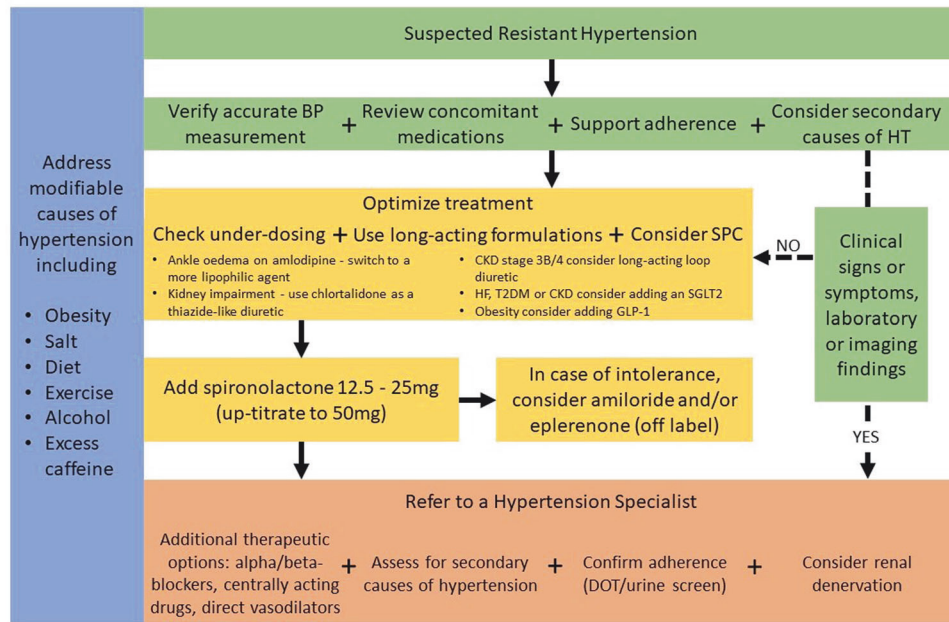 Address
modifiable
causes of
hypertension
including
• Obesity
• Salt
• Diet
• Exercise
• Alcohol
• Excess
caffeine
Suspected Resistant Hypertension
Verify accurate BP
measurement
+
Review concomitant
medications
+
Support adherence
+
Consider secondary
causes of HT
Optimize treatment
Check under-dosing + Use long-acting formulations + Consider SPC
• Ankle oedema on amlodipine - switch to
a more lipophilic agent
• Kidney impairment - use chlortalidone as a
thiazide-like diuretic
• CKD stage 3B/4 consider long-acting loop
diuretic
• HF, T2DM or CKD consider adding an SGLT2
• Obesity consider adding GLP-1
NO
Clinical
signs or
symptoms,
laboratory
or imaging
findings
YES
Add spironolactone 12.5 - 25mg
(up-titrate to 50mg)
In case of intolerance,
consider amiloride and/or
eplerenone (off label)
Refer to a Hypertension Specialist
Additional therapeutic
options: alpha/beta-
blockers, centrally acting
drugs, direct vasodilators
+
Assess for secondary
causes of hypertension
+
Confirm adherence
(DOT/urine screen)
+
Consider renal
denervation